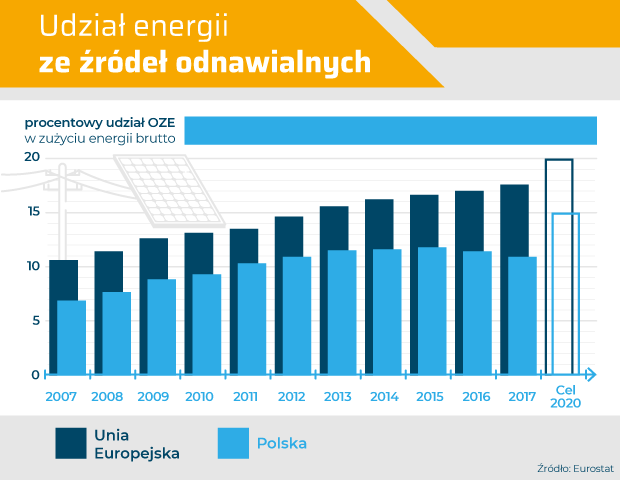 Udział energii
ze źródeł odnawialnych
procentowy udział OZE
w zużyciu energii brutto
20
15
10
5
0
2007 2008 2009 2010 2011 2012 2013 2014 2015 2016 2017 Cel
2020
Unia
Europejska
Polska
Źródło: Eurostat